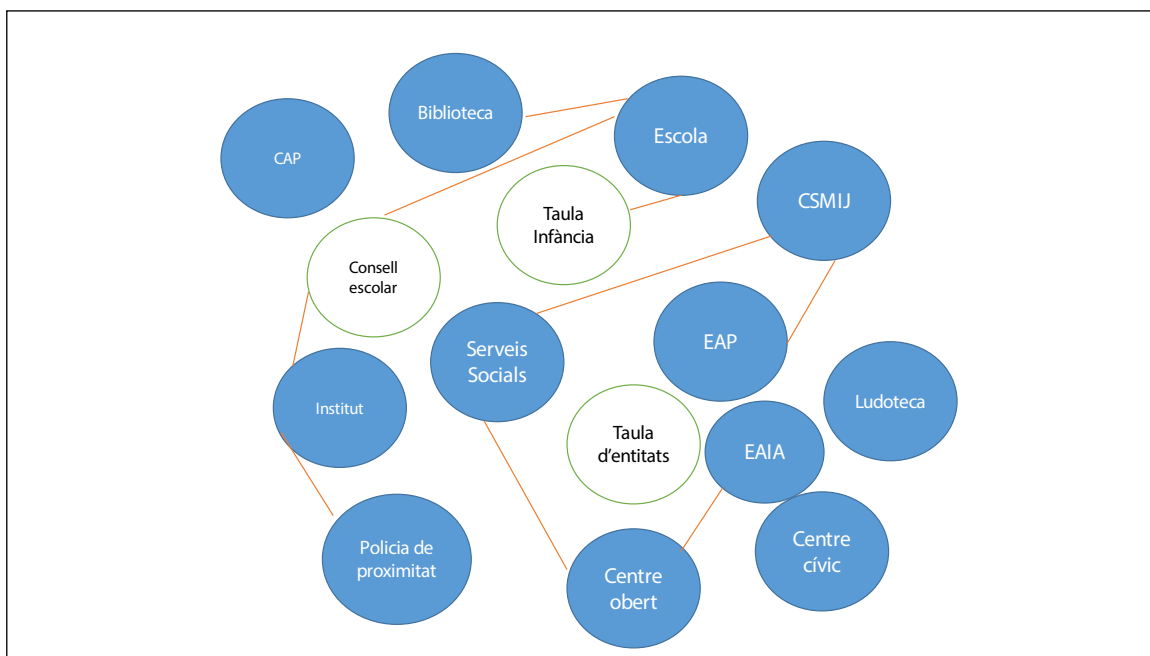 Biblioteca
Escola
CAP
CSMIJ
Taula
Infància
Consell
escolar
Serveis
Socials
EAP
Institut
Ludoteca
Taula
d'entitats
EAIA
Policia de
proximitat
Centre
cívic
Centre
obert